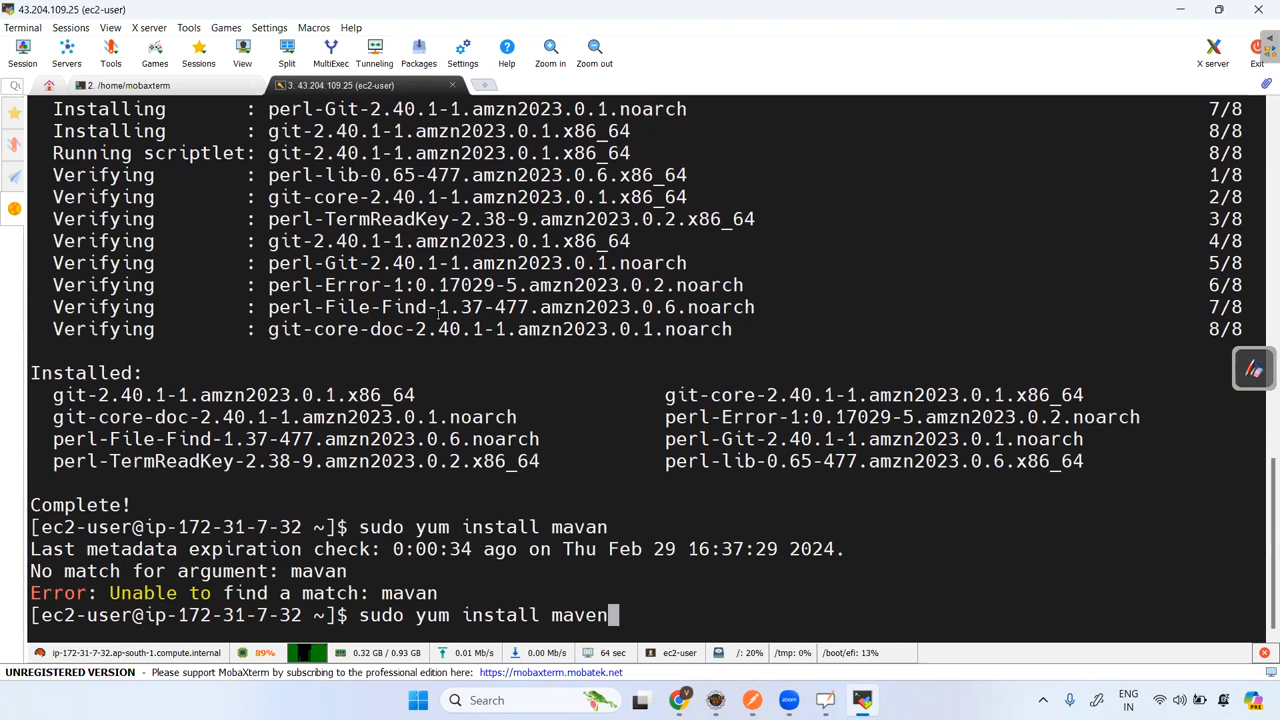 43.204.109.25 (ec2-user)
Terminal Sessions View X server Tools Games Settings Macros Help
Session Servers Tools Games Sessions View Split MultiExec Tunneling Packages Settings Help Zoom in Zoom out X server Exit
2. /home/mobaxterm
3. 43.204.109.25 (ec2-user)
Installing : perl-Git-2.40.1-1.amzn2023.0.1.noarch 7/8
Installing : git-2.40.1-1.amzn2023.0.1.x86_64 8/8
Running scriptlet: git-2.40.1-1.amzn2023.0.1.x86_64 8/8
Verifying : perl-lib-0.65-477.amzn2023.0.6.x86_64 1/8
Verifying : git-core-2.40.1-1.amzn2023.0.1.x86_64 2/8
Verifying : perl-TermReadKey-2.38-9.amzn2023.0.2.x86_64 3/8
Verifying : git-2.40.1-1.amzn2023.0.1.x86_64 4/8
Verifying : perl-Git-2.40.1-1.amzn2023.0.1.noarch 5/8
Verifying : perl-Error-1:0.17029-5.amzn2023.0.2.noarch 6/8
Verifying : perl-File-Find-1.37-477.amzn2023.0.6.noarch 7/8
Verifying : git-core-doc-2.40.1-1.amzn2023.0.1.noarch 8/8
Installed:
git-2.40.1-1.amzn2023.0.1.x86_64 git-core-2.40.1-1.amzn2023.0.1.x86_64
git-core-doc-2.40.1-1.amzn2023.0.1.noarch perl-Error-1:0.17029-5.amzn2023.0.2.noarch
perl-File-Find-1.37-477.amzn2023.0.6.noarch perl-Git-2.40.1-1.amzn2023.0.1.noarch
perl-TermReadKey-2.38-9.amzn2023.0.2.x86_64 perl-lib-0.65-477.amzn2023.0.6.x86_64
Complete!
[ec2-user@ip-172-31-7-32 ~]$ sudo yum install mavan
Last metadata expiration check: 0:00:34 ago on Thu Feb 29 16:37:29 2024.
No match for argument: mavan
Error: Unable to find a match: mavan
[ec2-user@ip-172-31-7-32 ~]$ sudo yum install maven
ip-172-31-7-32.ap-south-1.compute.internal 89% 0.32 GB / 0.93 GB 0.01 Mb/s 0.00 Mb/s 64 sec ec2-user /: 20% /tmp: 0% /boot/efi: 13%
UNREGISTERED VERSION - Please support MobaXterm by subscribing to the professional edition here: https://mobaxterm.mobatek.net
Search
ENG
IN